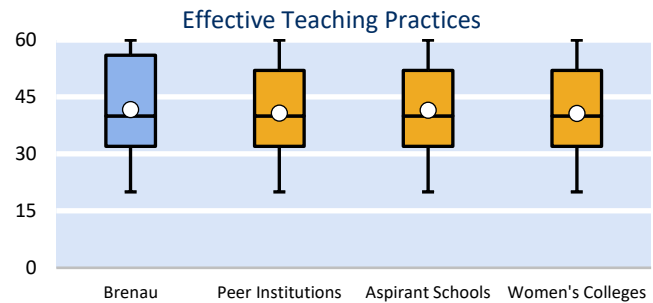 Effective Teaching Practices
60
45
30
15
0
Brenau Peer Institutions Aspirant Schools Women's Colleges